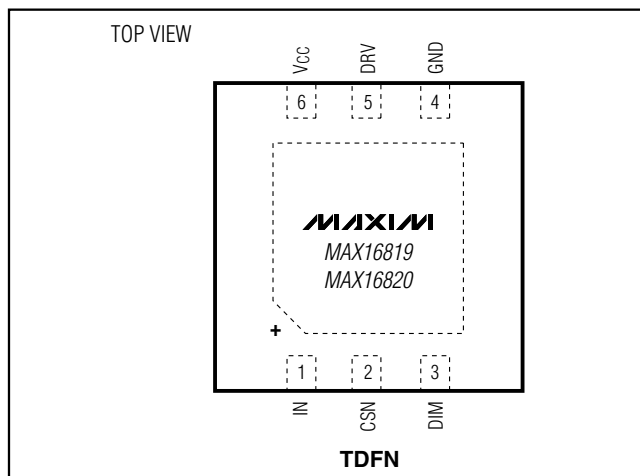 TOP VIEW
VCC DRV GND
6 5 4
MAXIM
MAX16819
MAX16820
+
1 2 3
IN CSN DIM
TDFN